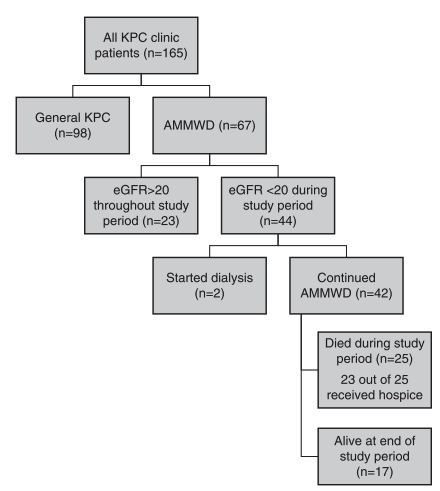 All KPC clinic
patients (n=165)
General KPC
(n=98)
AMMWD (n=67)
eGFR>20
throughout study
period (n=23)
eGFR <20 during
study period
(n=44)
Started dialysis
(n=2)
Continued
AMMWD (n=42)
Died during study
period (n=25)
23 out of 25
received hospice
Alive at end of
study period
(n=17)